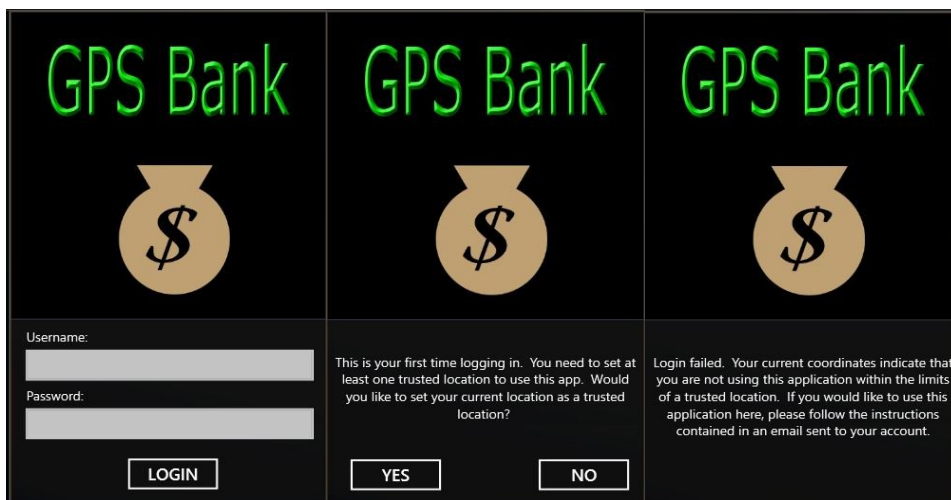 GPS Bank
$
Username:
Password:
LOGIN
GPS Bank
$
This is your first time logging in. You need to set at
least one trusted location to use this app. Would
you like to set your current location as a trusted
location?
YES
NO
GPS Bank
$
Login failed. Your current coordinates indicate that
you are not using this application within the limits
of a trusted location. If you would like to use this
application here, please follow the instructions
contained in an email sent to your account.